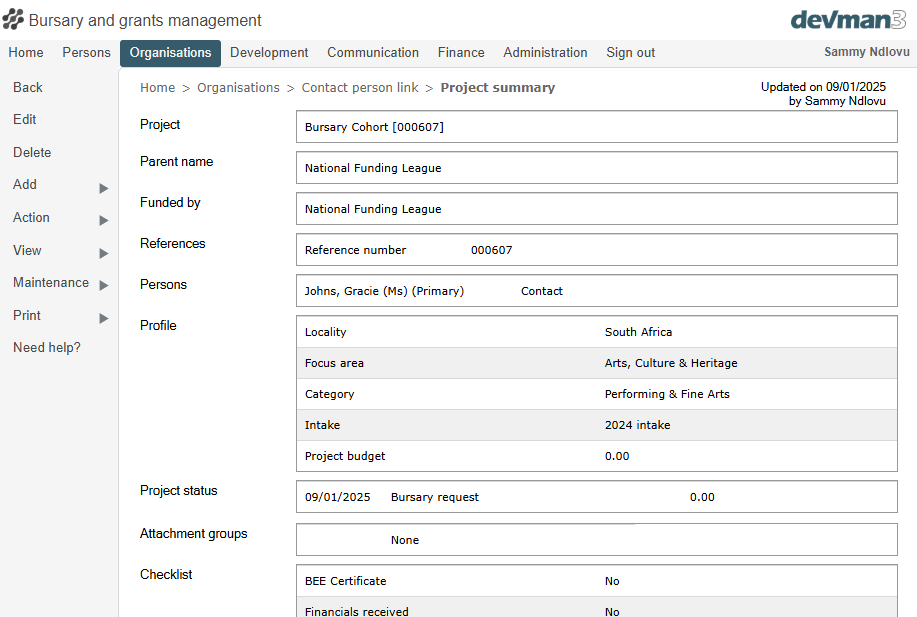 Bursary and grants management
devman3
Home Persons Organisations Development Communication Finance Administration Sign out Sammy Ndlovu
Back
Edit
Delete
Add
Action
View
Maintenance
Print
Need help?
Home > Organisations > Contact person link > Project summary
Updated on 09/01/2025
by Sammy Ndlovu
Project Bursary Cohort [000607]
Parent name National Funding League
Funded by National Funding League
References Reference number 000607
Persons Johns, Gracie (Ms) (Primary) Contact
Profile Locality South Africa
Focus area Arts, Culture & Heritage
Category Performing & Fine Arts
Intake 2024 intake
Project budget 0.00
Project status 09/01/2025 Bursary request 0.00
Attachment groups None
Checklist BEE Certificate No
Financials received No